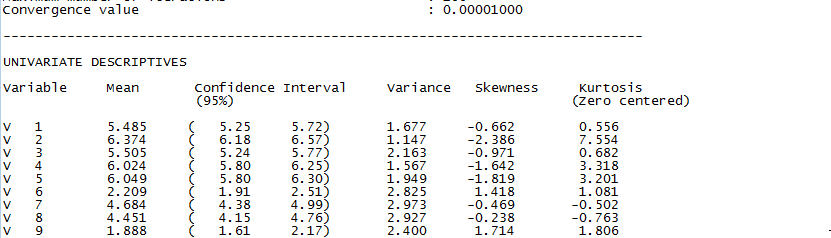 Convergence value : 0.00001000
--------------------------------------------------------------------------------
UNIVARIATE DESCRIPTIVES
Variable Mean Confidence Interval Variance Skewness Kurtosis
(95%) (Zero centered)
V 1 5.485 ( 5.25 5.72) 1.677 -0.662 0.556
V 2 6.374 ( 6.18 6.57) 1.147 -2.386 7.554
V 3 5.505 ( 5.24 5.77) 2.163 -0.971 0.682
V 4 6.024 ( 5.80 6.25) 1.567 -1.642 3.318
V 5 6.049 ( 5.80 6.30) 1.949 -1.819 3.201
V 6 2.209 ( 1.91 2.51) 2.825 1.418 1.081
V 7 4.684 ( 4.38 4.99) 2.973 -0.469 -0.502
V 8 4.451 ( 4.15 4.76) 2.927 -0.238 -0.763
V 9 1.888 ( 1.61 2.17) 2.400 1.714 1.806